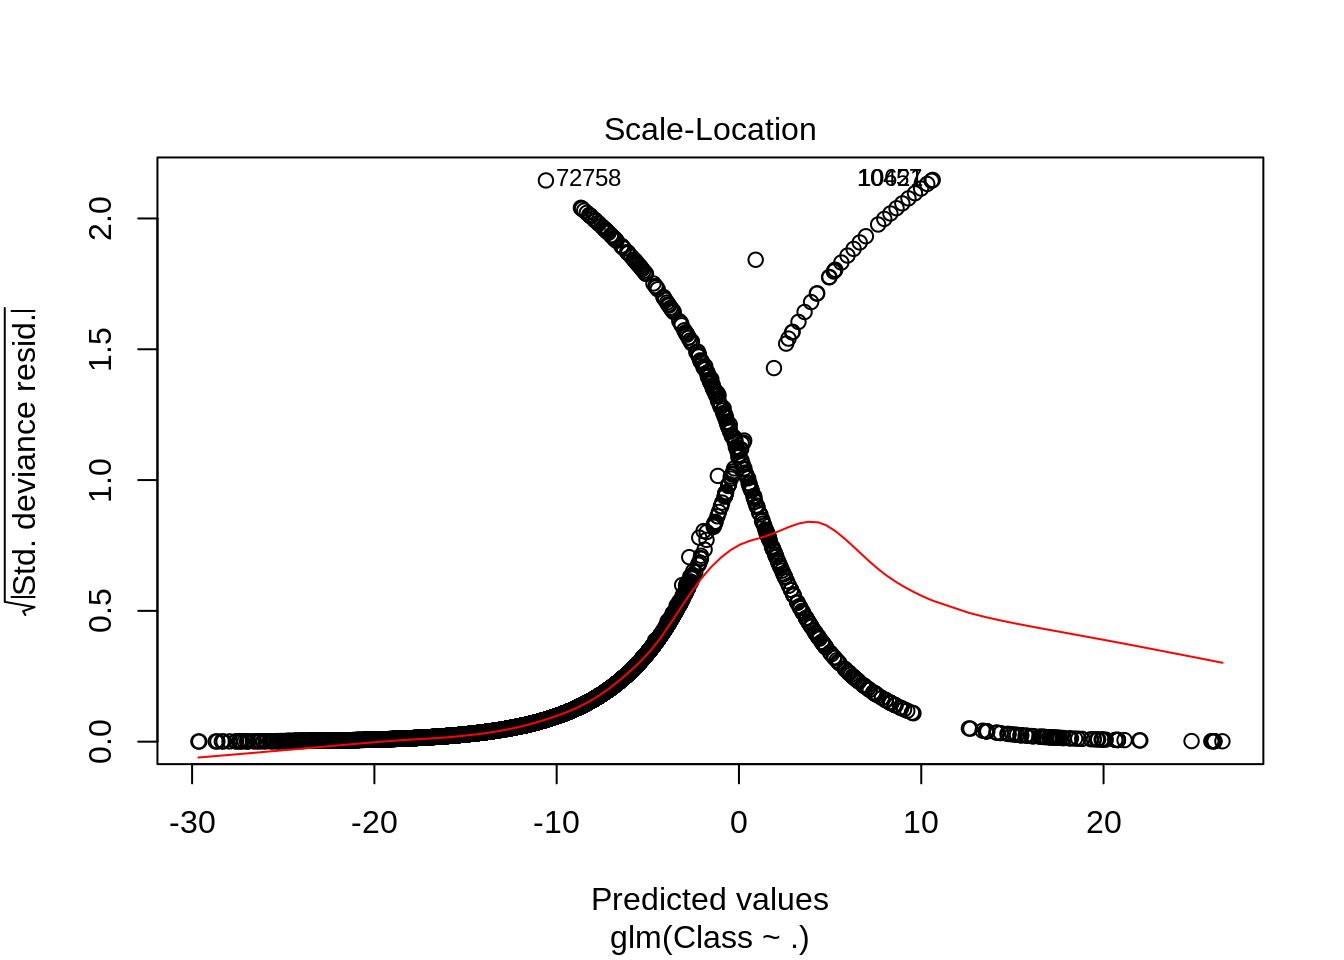 Scale-Location
72758
2.0
1.5
1.0
0.5
0.0
√|Std. deviance resid.|
-30 -20 -10 0 10 20
Predicted values
glm(Class ~ .)